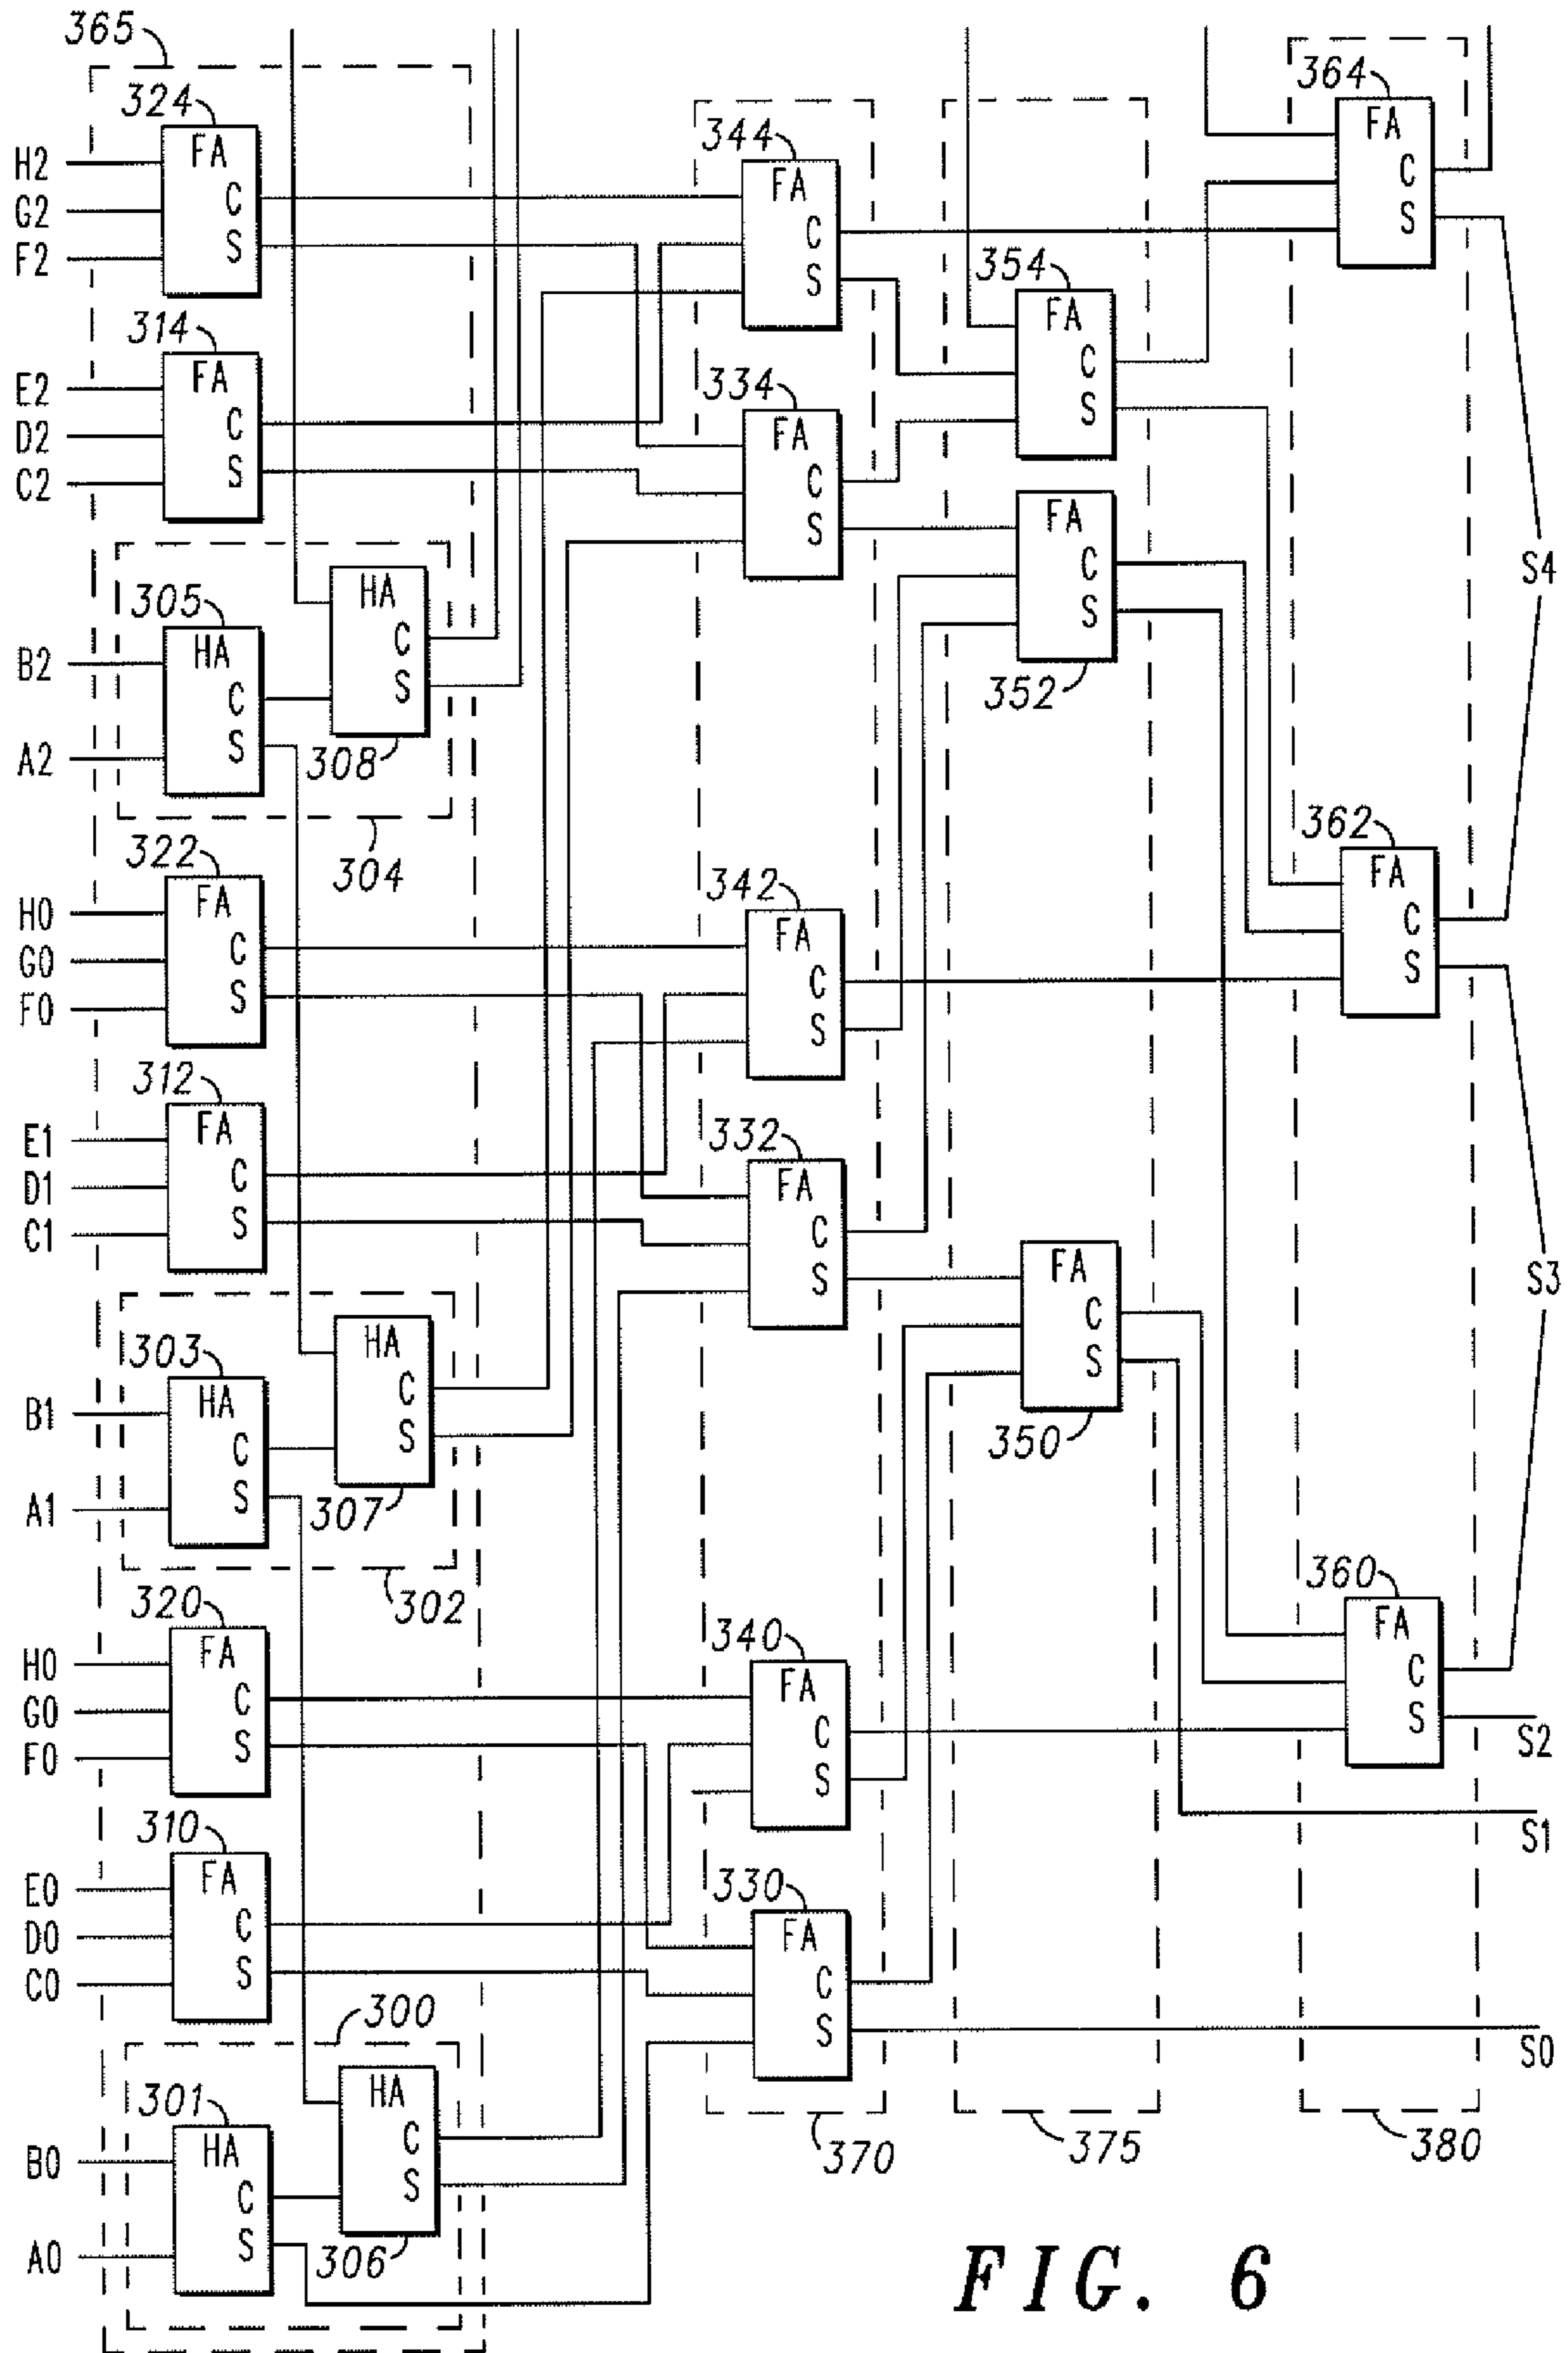 365
324
FA
C
S
H2
G2
F2
314
FA
C
S
E2
D2
C2
305
HA
C
S
B2
A2
HA
C
S
308
304
322
FA
C
S
H0
G0
F0
312
FA
C
S
E1
D1
C1
303
HA
C
S
B1
A1
HA
C
S
307
302
320
FA
C
S
H0
G0
F0
310
FA
C
S
E0
D0
C0
300
301
HA
C
S
B0
A0
HA
C
S
306
344
FA
C
S
334
FA
C
S
342
FA
C
S
332
FA
C
S
340
FA
C
S
330
FA
C
S
370
354
FA
C
S
FA
C
S
352
FA
C
S
350
375
364
FA
C
S
362
FA
C
S
360
FA
C
S
380
S4
S3
S2
S1
S0
FIG. 6